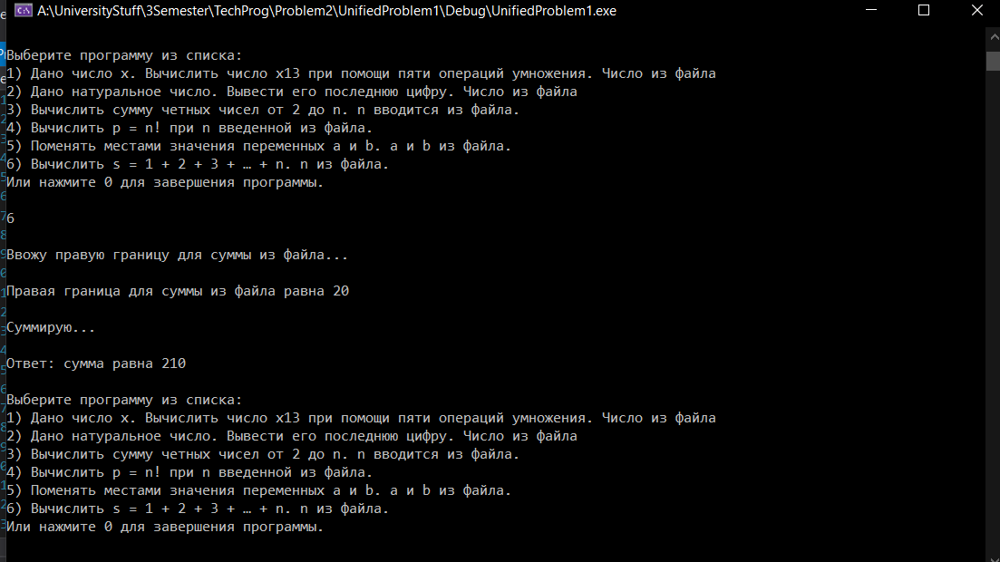 A:\UniversityStuff\3Semester\TechProg\Problem2\UnifiedProblem1\Debug\UnifiedProblem1.exe
Выберите программу из списка:
1) Дано число x. Вычислить число x13 при помощи пяти операций умножения. Число из файла
2) Дано натуральное число. Вывести его последнюю цифру. Число из файла
3) Вычислить сумму четных чисел от 2 до n. n вводится из файла.
4) Вычислить p = n! при n введенной из файла.
5) Поменять местами значения переменных a и b. a и b из файла.
6) Вычислить s = 1 + 2 + 3 + … + n. n из файла.
Или нажмите 0 для завершения программы.
6
Ввожу правую границу для суммы из файла...
Правая граница для суммы из файла равна 20
Суммирую...
Ответ: сумма равна 210
Выберите программу из списка:
1) Дано число x. Вычислить число x13 при помощи пяти операций умножения. Число из файла
2) Дано натуральное число. Вывести его последнюю цифру. Число из файла
3) Вычислить сумму четных чисел от 2 до n. n вводится из файла.
4) Вычислить p = n! при n введенной из файла.
5) Поменять местами значения переменных a и b. a и b из файла.
6) Вычислить s = 1 + 2 + 3 + … + n. n из файла.
Или нажмите 0 для завершения программы.